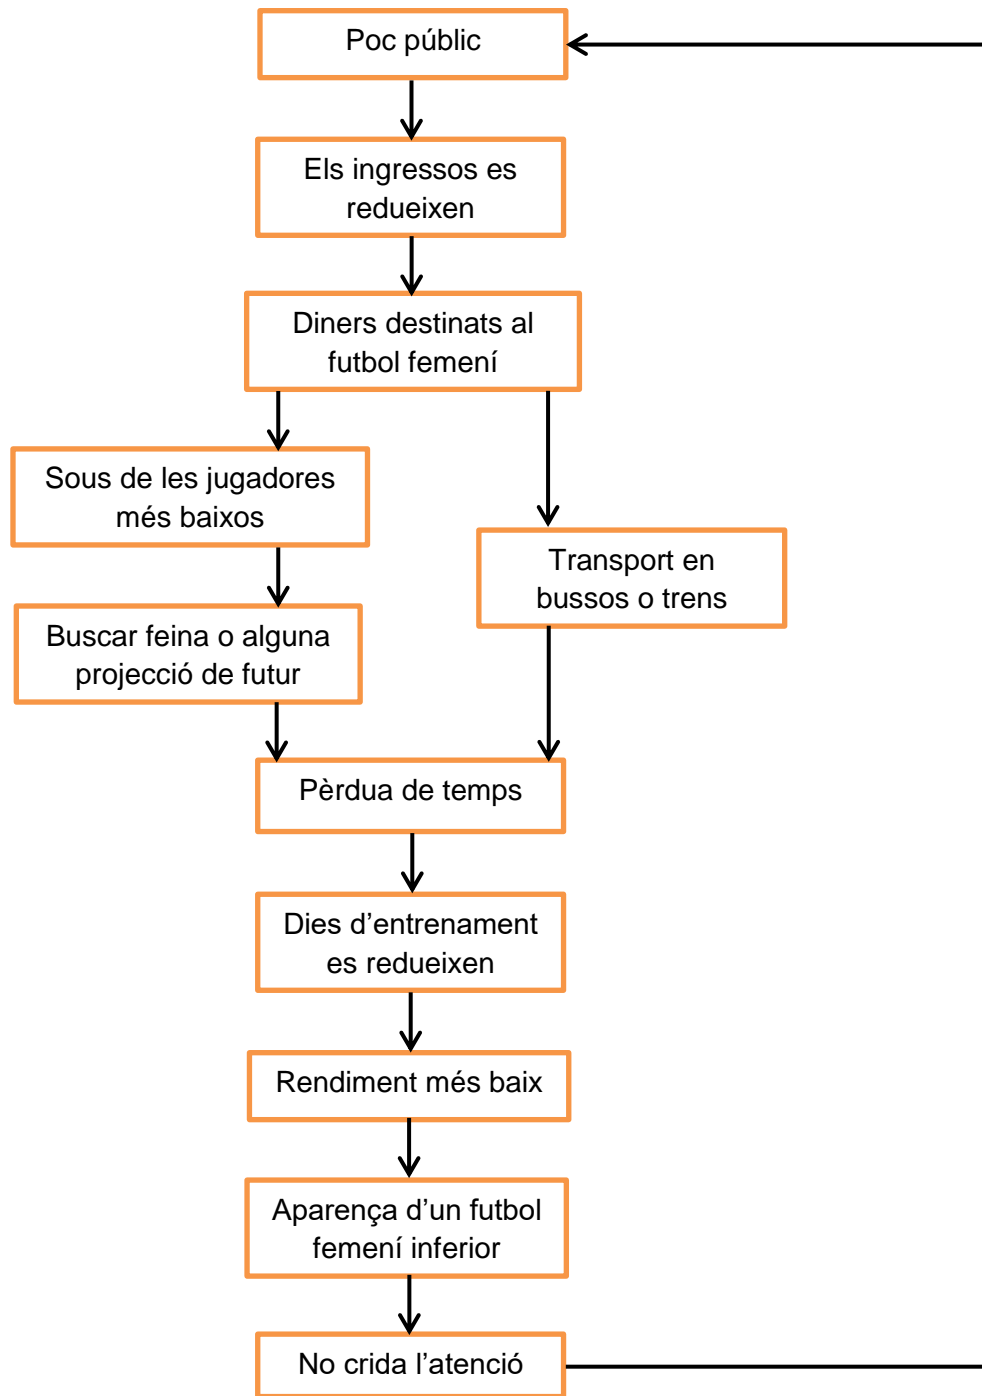 Poc públic
Els ingressos es
redueixen
Diners destinats al
futbol femení
Sous de les jugadores
més baixos
Transport en
bussos o trens
Buscar feina o alguna
projecció de futur
Pèrdua de temps
Dies d’entrenament
es redueixen
Rendiment més baix
Aparença d’un futbol
femení inferior
No crida l’atenció